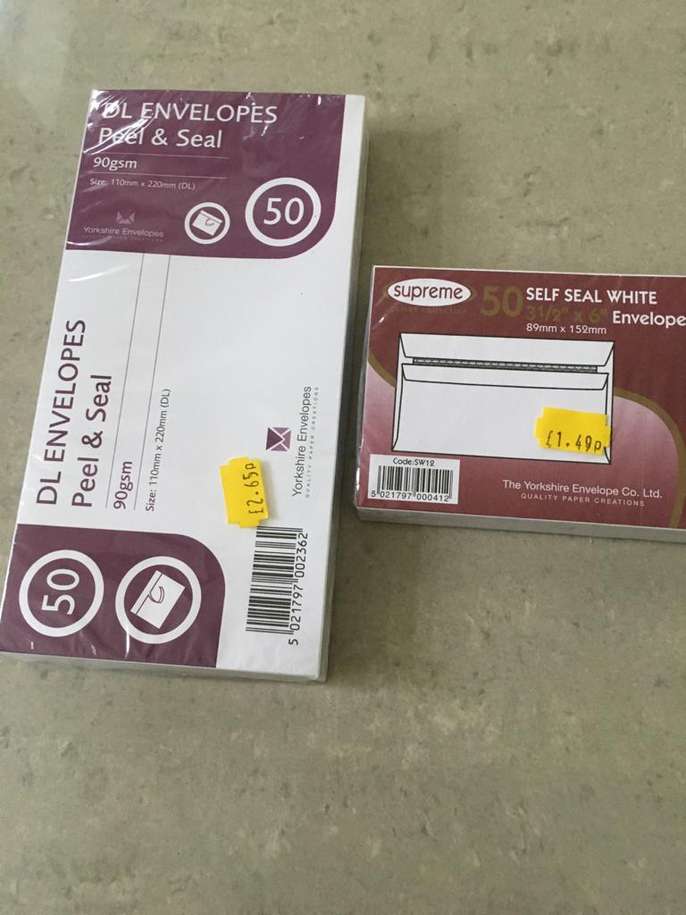 DL ENVELOPES
Peel & Seal
90gsm
Size: 110mm x 220mm (DL)
50
Yorkshire Envelopes
DL ENVELOPES
Peel & Seal
90gsm
Size: 110mm x 220mm (DL)
Yorkshire Envelopes
QUALITY PAPER CREATIONS
£2.65p
5 021797 002362
50
supreme
50 SELF SEAL WHITE
3½" x 6" Envelope
89mm x 152mm
£1.49p
Code:SW12
5 021797 000412
The Yorkshire Envelope Co. Ltd.
QUALITY PAPER CREATIONS